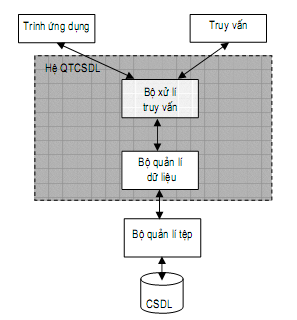 Trình ứng dụng
Truy vấn
Hệ QTCSDL
Bộ xử lí
truy vấn
Bộ quản lí
dữ liệu
Bộ quản lí tệp
CSDL